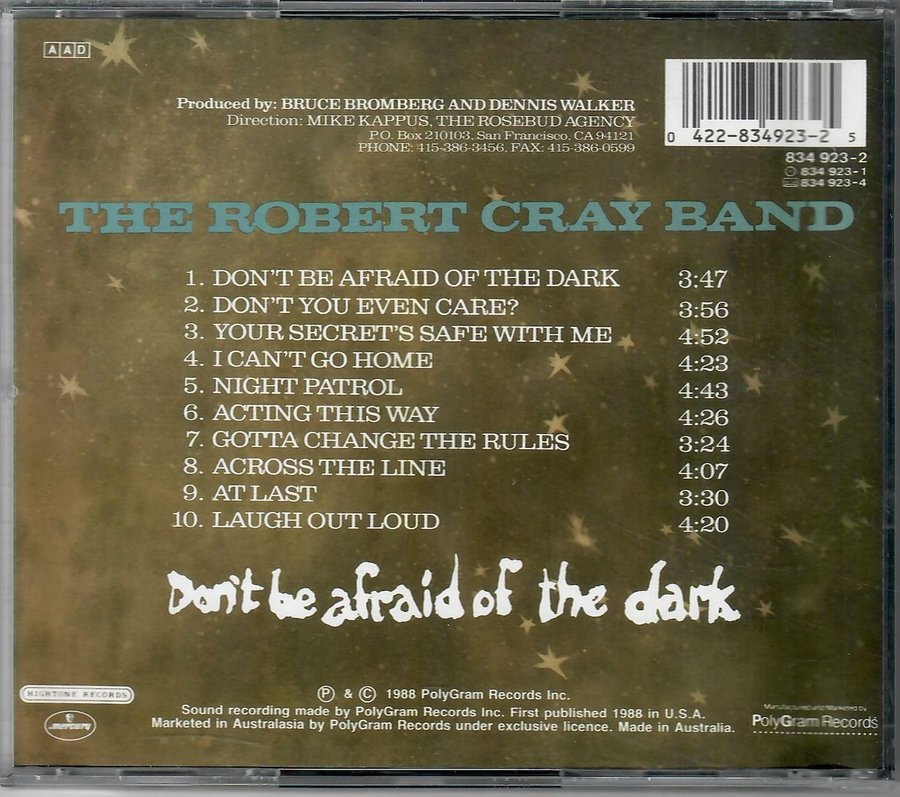 AAD
Produced by: BRUCE BROMBERG AND DENNIS WALKER
Direction: MIKE KAPPUS, THE ROSEBUD AGENCY
P.O. Box 210103, San Francisco, CA 94121
PHONE: 415-386-3456, FAX: 415-386-0599
0 422-834923-2 5
834 923-2
834 923-1
834 923-4
THE ROBERT CRAY BAND
1. DON'T BE AFRAID OF THE DARK 3:47
2. DON'T YOU EVEN CARE? 3:56
3. YOUR SECRET'S SAFE WITH ME 4:52
4. I CAN'T GO HOME 4:23
5. NIGHT PATROL 4:43
6. ACTING THIS WAY 4:26
7. GOTTA CHANGE THE RULES 3:24
8. ACROSS THE LINE 4:07
9. AT LAST 3:30
10. LAUGH OUT LOUD 4:20
Don't be afraid of the dark
HIGHTONE RECORDS
mercury
Ⓟ & Ⓒ 1988 PolyGram Records Inc.
Sound recording made by PolyGram Records Inc. First published 1988 in U.S.A.
Marketed in Australasia by PolyGram Records under exclusive licence. Made in Australia.
Manufactured and Marketed by
PolyGram Records